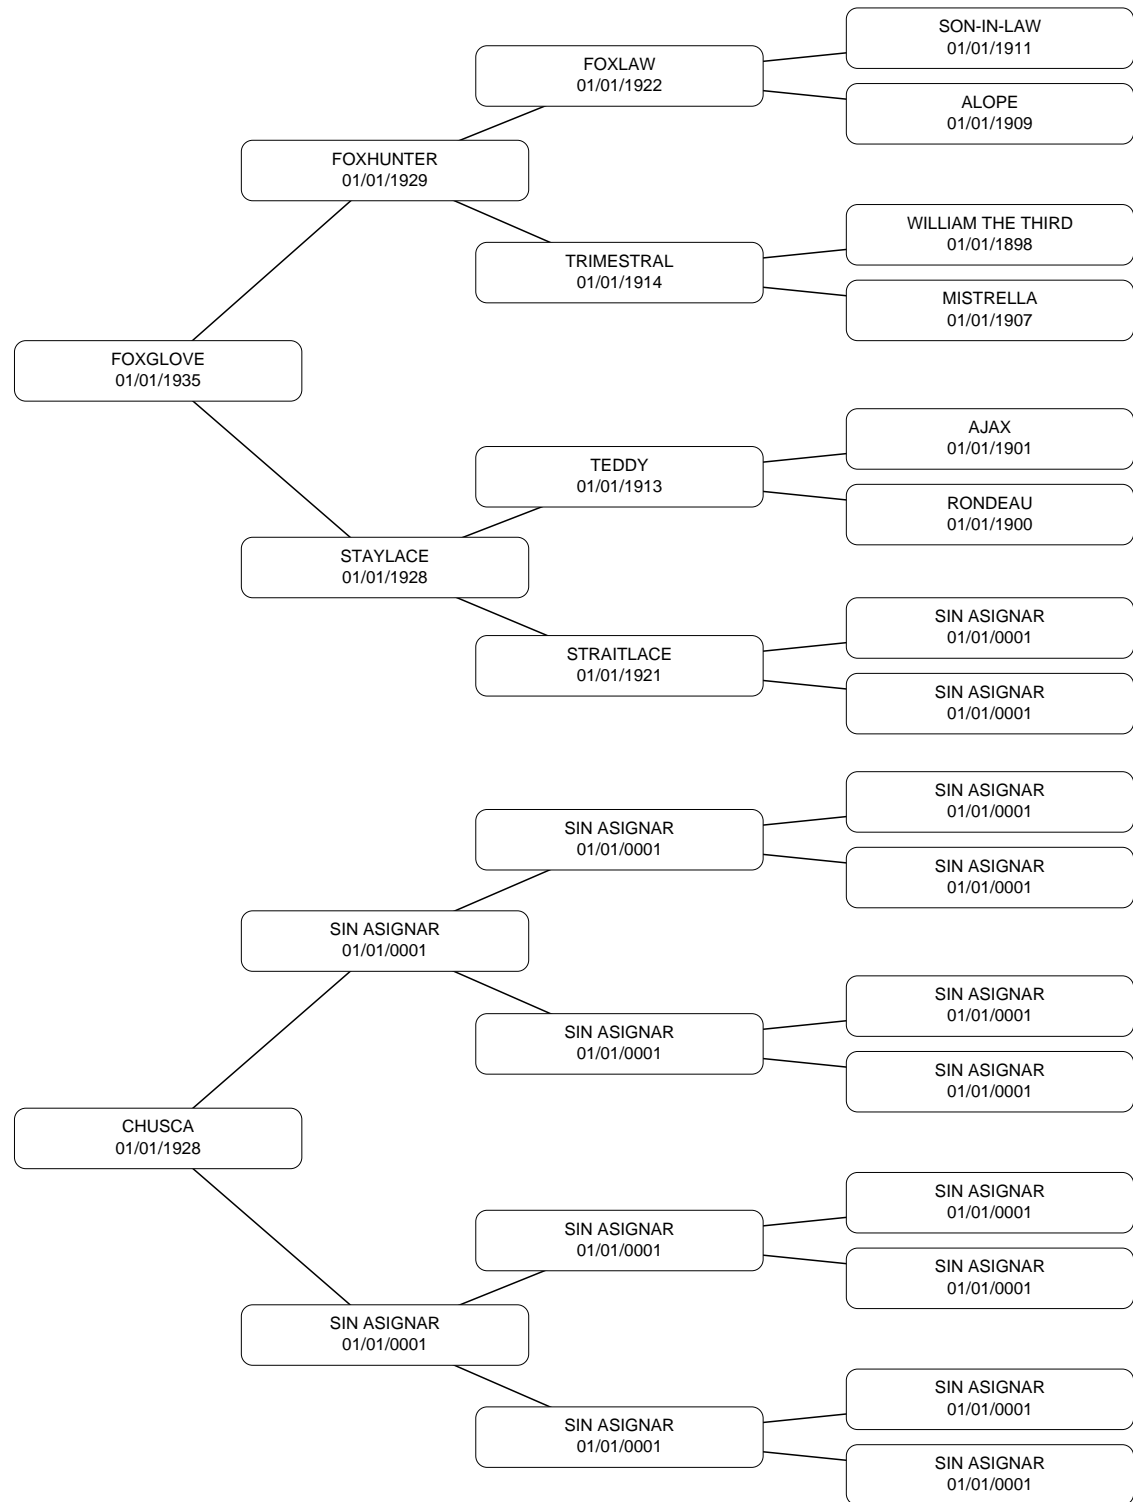 SON-IN-LAW
01/01/1911
FOXLAW
01/01/1922
ALOPE
01/01/1909
FOXHUNTER
01/01/1929
WILLIAM THE THIRD
01/01/1898
TRIMESTRAL
01/01/1914
MISTRELLA
01/01/1907
FOXGLOVE
01/01/1935
AJAX
01/01/1901
TEDDY
01/01/1913
RONDEAU
01/01/1900
STAYLACE
01/01/1928
SIN ASIGNAR
01/01/0001
STRAITLACE
01/01/1921
SIN ASIGNAR
01/01/0001
SIN ASIGNAR
01/01/0001
SIN ASIGNAR
01/01/0001
SIN ASIGNAR
01/01/0001
SIN ASIGNAR
01/01/0001
SIN ASIGNAR
01/01/0001
SIN ASIGNAR
01/01/0001
SIN ASIGNAR
01/01/0001
CHUSCA
01/01/1928
SIN ASIGNAR
01/01/0001
SIN ASIGNAR
01/01/0001
SIN ASIGNAR
01/01/0001
SIN ASIGNAR
01/01/0001
SIN ASIGNAR
01/01/0001
SIN ASIGNAR
01/01/0001
SIN ASIGNAR
01/01/0001